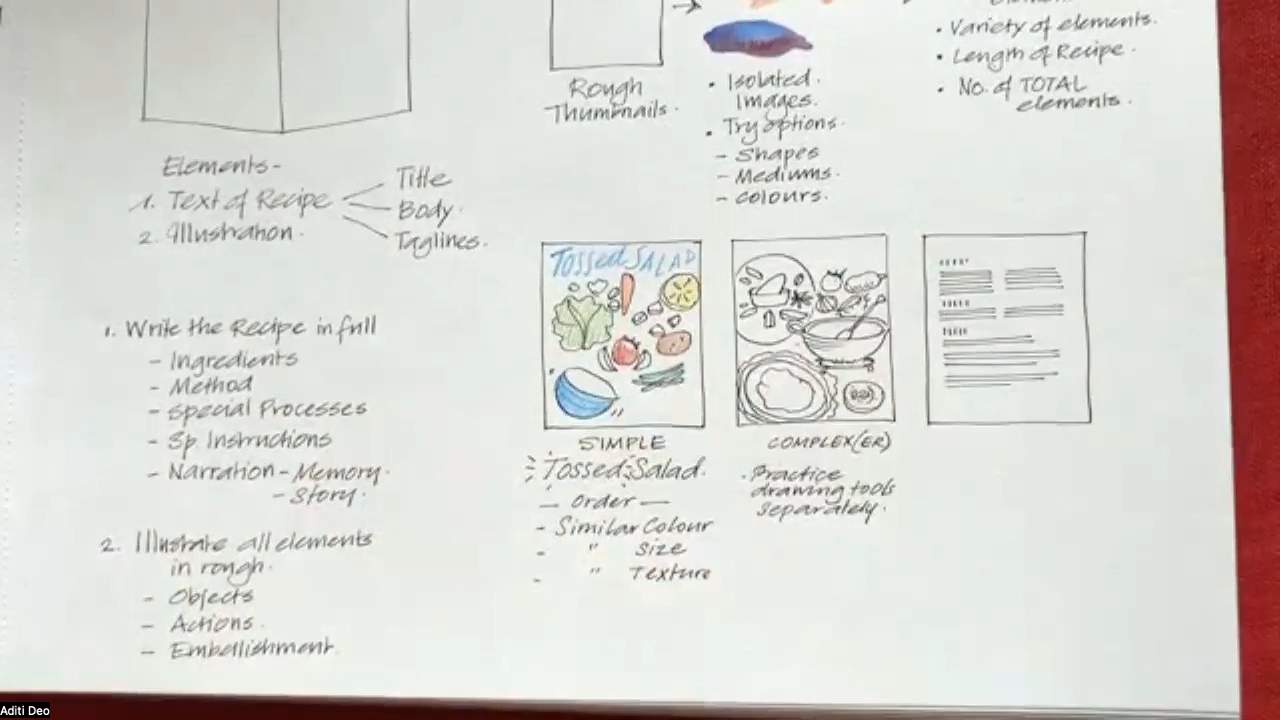 Elements-
1. Text of Recipe
2. Illustration.
Title
Body.
Taglines.
1. Write the Recipe in full
- Ingredients
- Method
- Special Processes
- Sp. Instructions
- Narration - Memory.
- Story.
2. Illustrate all elements
in rough.
- Objects
- Actions.
- Embellishment.
Rough
Thumbnails.
• Isolated.
Images.
• Try options.
- Shapes
- Mediums.
- Colours.
• Variety of elements.
• Length of Recipe.
• No. of TOTAL
elements.
Tossed SALAD
SIMPLE
Tossed Salad.
- Order -
- Similar Colour
- " Size
- " Texture
COMPLEX(ER)
• Practice
drawing tools
separately.
Aditi Deo